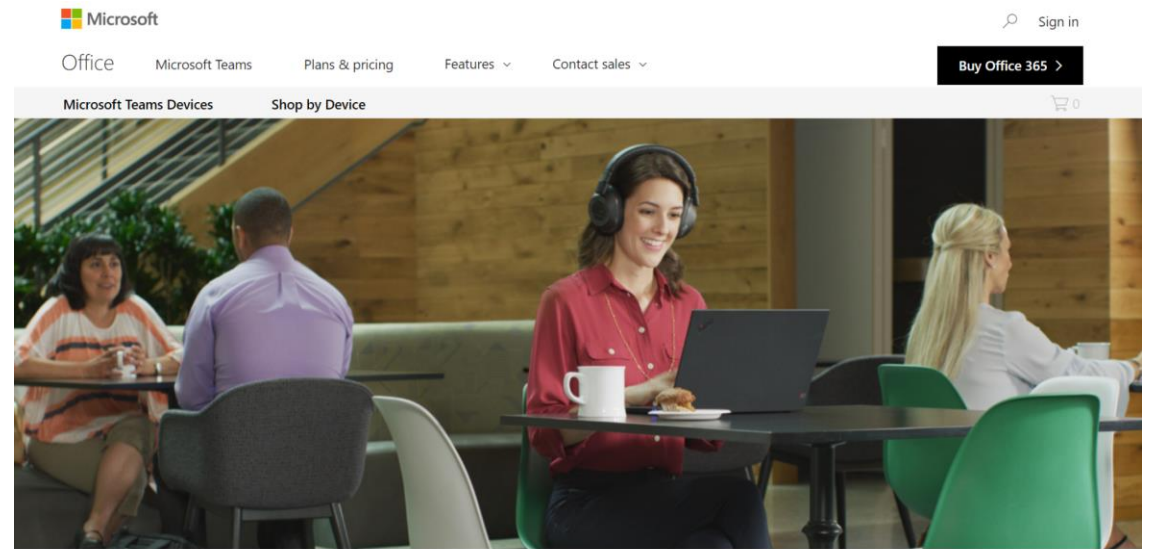 Microsoft
Sign in
Office
Microsoft Teams
Plans & pricing
Features
Contact sales
Buy Office 365
Microsoft Teams Devices
Shop by Device
0